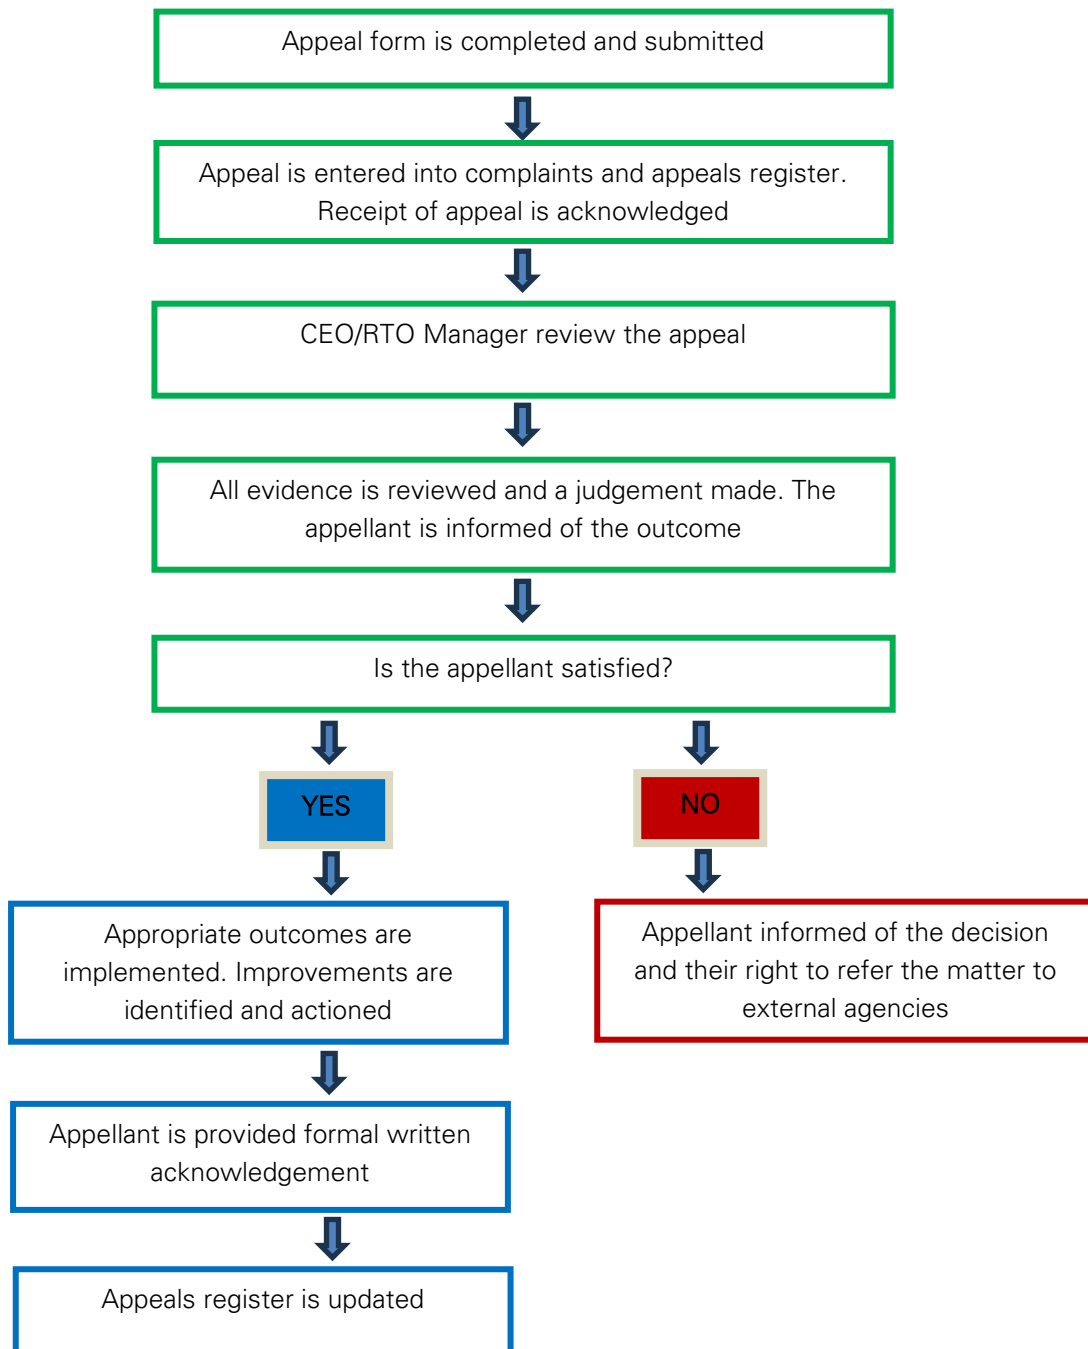 Appeal form is completed and submitted
Appeal is entered into complaints and appeals register.
Receipt of appeal is acknowledged
CEO/RTO Manager review the appeal
All evidence is reviewed and a judgement made. The
appellant is informed of the outcome
Is the appellant satisfied?
YES
NO
Appropriate outcomes are
implemented. Improvements are
identified and actioned
Appellant informed of the decision
and their right to refer the matter to
external agencies
Appellant is provided formal written
acknowledgement
Appeals register is updated